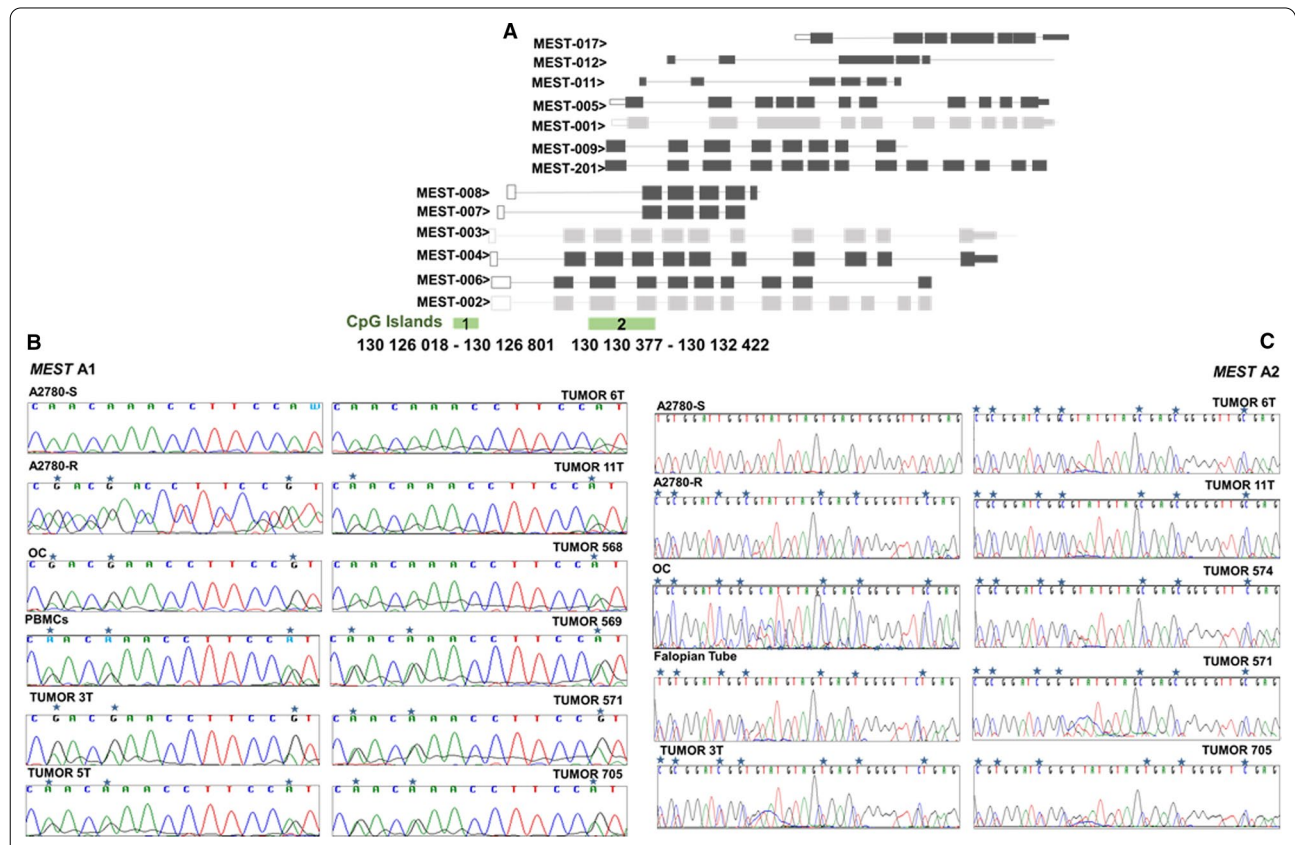 A
MEST-017>
MEST-012>
MEST-011>
MEST-005>
MEST-001>
MEST-009>
MEST-201>
MEST-008>
MEST-007>
MEST-003>
MEST-004>
MEST-006>
MEST-002>
CpG Islands 1 2
130 126 018 - 130 126 801 130 130 377 - 130 132 422
B
MEST A1
A2780-S
C A A C A A A C C T T C C A W
TUMOR 6T
C A A C A A A C C T T C C A T
A2780-R
C G A C G A C C T T C C G T
TUMOR 11T
C A A C A A A C C T T C C A T
OC
C G A C G A A C C T T C C G T
TUMOR 568
C A A C A A A C C T T C C A T
PBMCs
C A A C A A A C C T T C C A T
TUMOR 569
C A A C A A A C C T T C C A T
TUMOR 3T
C G A C G A A C C T T C C G T
TUMOR 571
C A A C A A A C C T T C C G T
TUMOR 5T
C A A C A A A C C T T C C A T
TUMOR 705
C A A C A A A C C T T C C A T
C
MEST A2
A2780-S
T G T G G A T T G G T G T A T G T A G T G A G T G G G G T T G T G A G
TUMOR 6T
C G C G G A T C G G C G T A T G T A G C G A G C G G G G T T G C G A G
A2780-R
C G C G G A T C G G C G T A T G T A G C G A G C G G G G T T G C G A G
TUMOR 11T
C G C G G A T C G G C G T A T G T A G C G A G C G G G G T T G C G A G
OC
TUMOR 574
Falopian Tube
TUMOR 571
TUMOR 3T
TUMOR 705